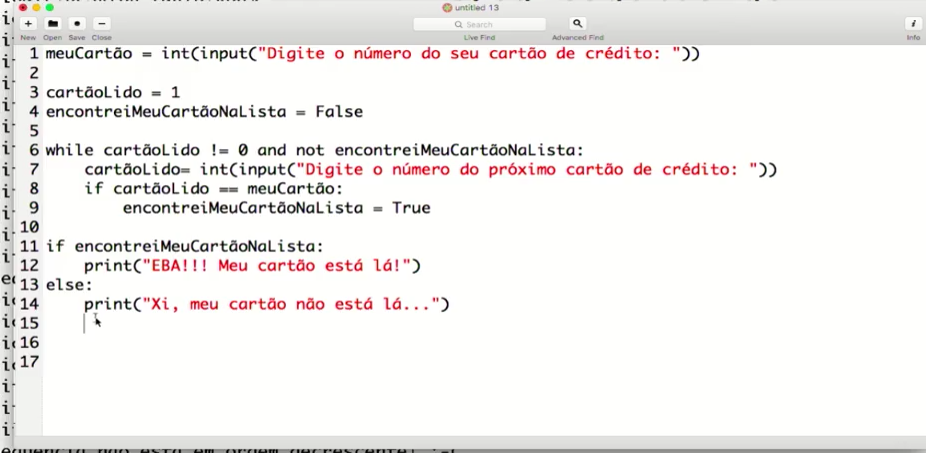 untitled 13
New Open Save Close
Search
Live Find
Advanced Find
Info
1 meuCartão = int(input("Digite o número do seu cartão de crédito: "))
2
3 cartãoLido = 1
4 encontreiMeuCartãoNaLista = False
5
6 while cartãoLido != 0 and not encontreiMeuCartãoNaLista:
7 cartãoLido= int(input("Digite o número do próximo cartão de crédito: "))
8 if cartãoLido == meuCartão:
9 encontreiMeuCartãoNaLista = True
10
11 if encontreiMeuCartãoNaLista:
12 print("EBA!!! Meu cartão está lá!")
13 else:
14 print("Xi, meu cartão não está lá...")
15
16
17